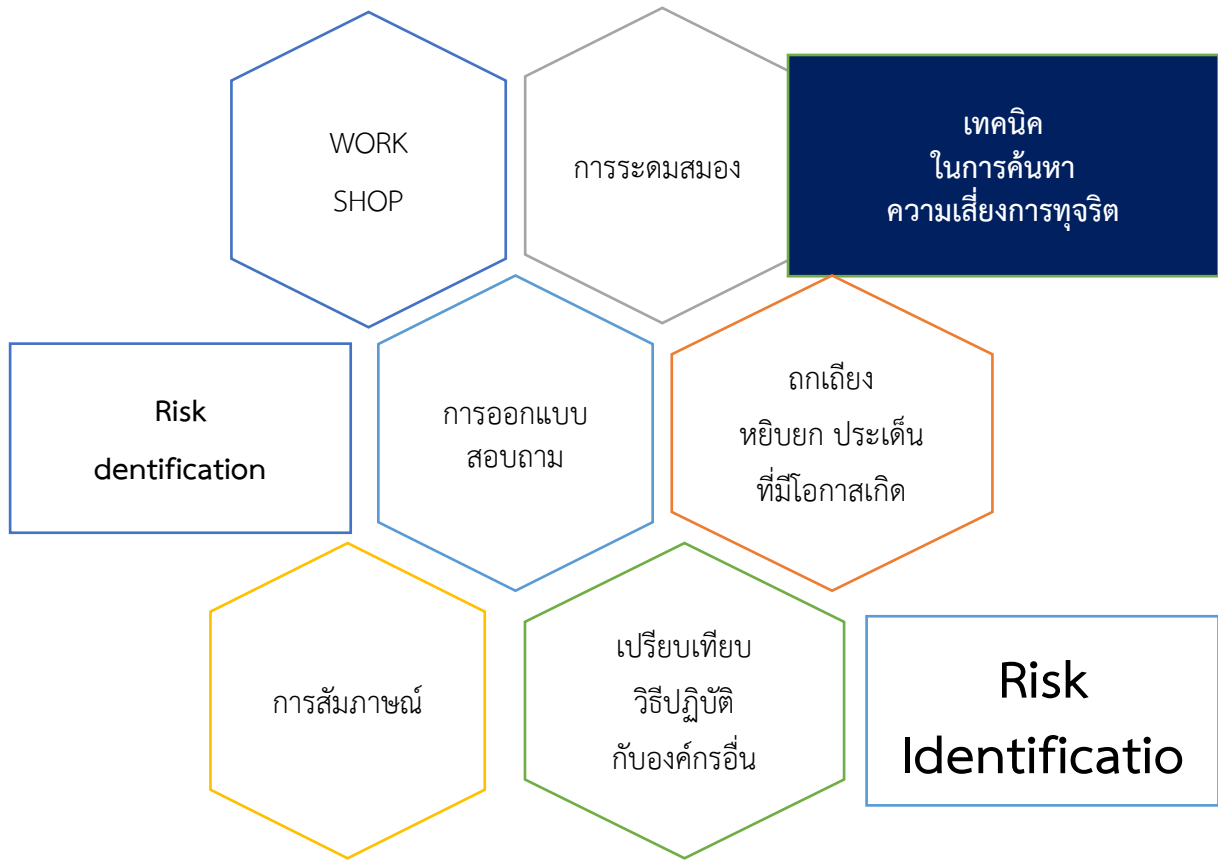 WORK
SHOP
การระดมสมอง
เทคนิค
ในการค้นหา
ความเสี่ยงการทุจริต
Risk
dentification
การออกแบบ
สอบถาม
ถกเถียง
หยิบยก ประเด็น
ที่มีโอกาสเกิด
การสัมภาษณ์
เปรียบเทียบ
วิธีปฏิบัติ
กับองค์กรอื่น
Risk
Identificatio